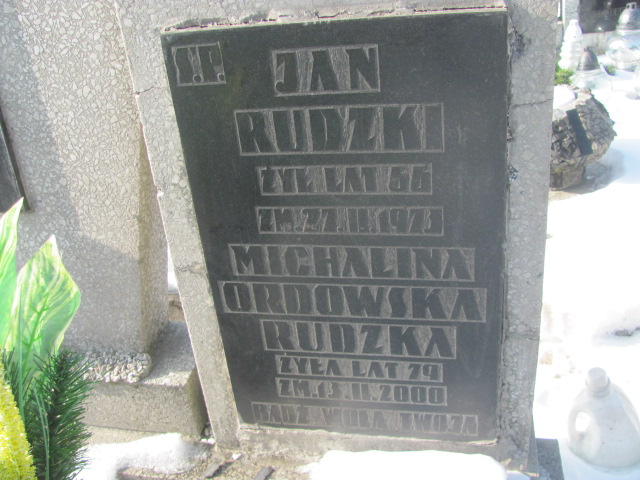 Ś.P. JAN
RUDZKI
ŻYŁ LAT 56
ZM. 27.II.1973
MICHALINA
ORDOWSKA
RUDZKA
ŻYŁA LAT 79
ZM. 13.II.2000
BĄDŹ WOLA TWOJA